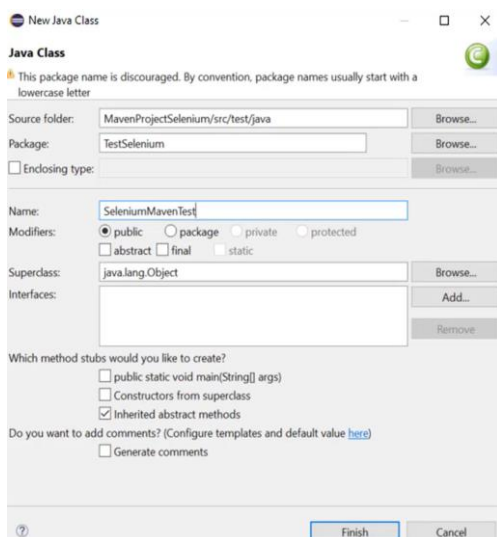 New Java Class
Java Class
This package name is discouraged. By convention, package names usually start with a
lowercase letter
Source folder: MavenProjectSelenium/src/test/java Browse...
Package: TestSelenium Browse...
Enclosing type: Browse...
Name: SeleniumMavenTest
Modifiers: public package private protected
abstract final static
Superclass: java.lang.Object Browse...
Interfaces: Add...
Remove
Which method stubs would you like to create?
public static void main(String[] args)
Constructors from superclass
Inherited abstract methods
Do you want to add comments? (Configure templates and default value here)
Generate comments
Finish Cancel